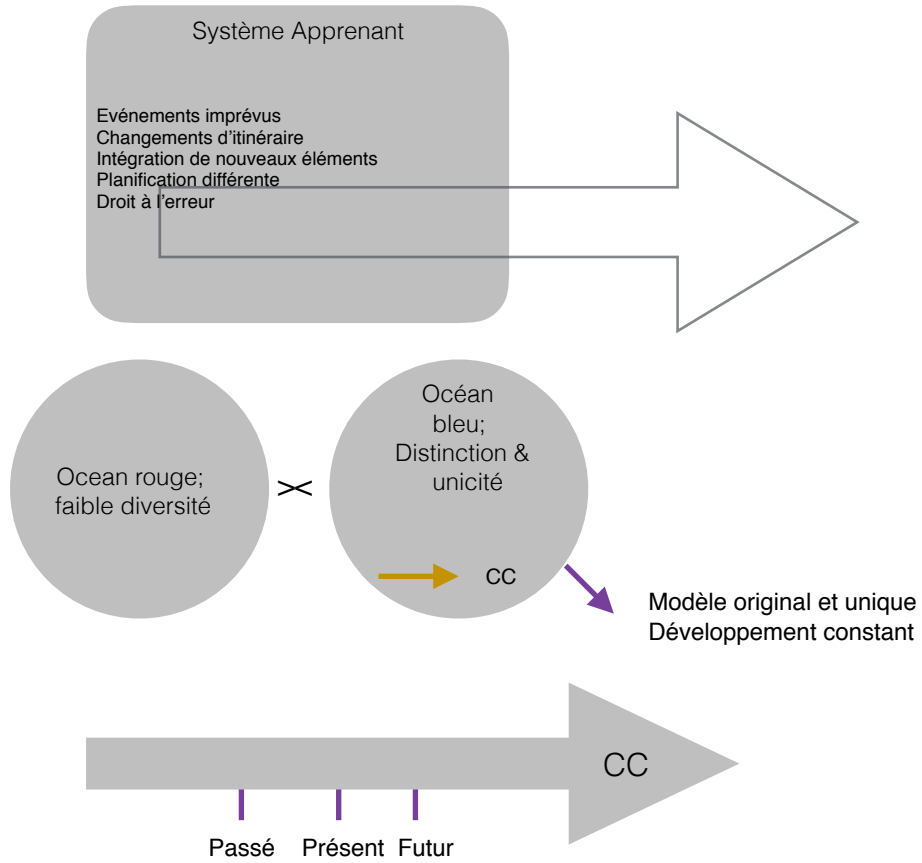 Système Apprenant
Evénements imprévus
Changements d'itinéraire
Intégration de nouveaux éléments
Planification différente
Droit à l'erreur
Ocean rouge;
faible diversité
><
Océan
bleu;
Distinction &
unicité
CC
Modèle original et unique
Développement constant
CC
Passé Présent Futur